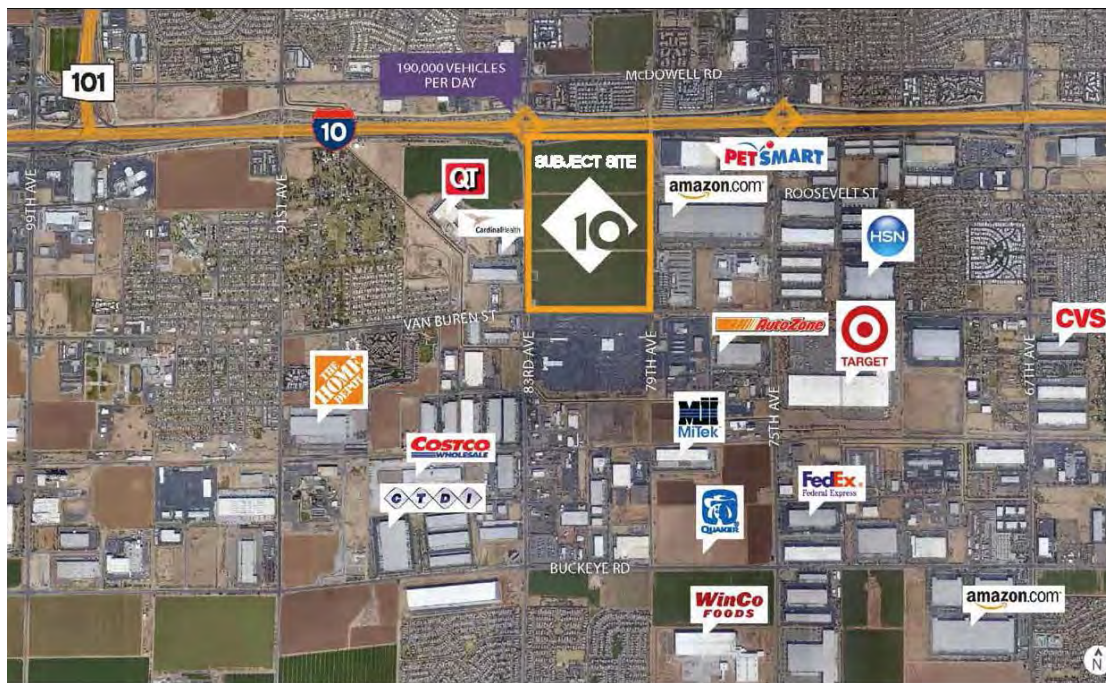 101
190,000 VEHICLES
PER DAY
McDOWELL RD
10
SUBJECT SITE
10
PETSMART
QT
amazon.com
ROOSEVELT ST
CardinalHealth
HSN
99TH AVE
91ST AVE
VAN BUREN ST
83RD AVE
79TH AVE
AutoZone
TARGET
CVS
67TH AVE
THE
HOME
DEPOT
75TH AVE
Mii
MiTek
COSTCO
WHOLESALE
GTDI
FedEx
Federal Express
QUAKER
BUCKEYE RD
WinCo
FOODS
amazon.com
N